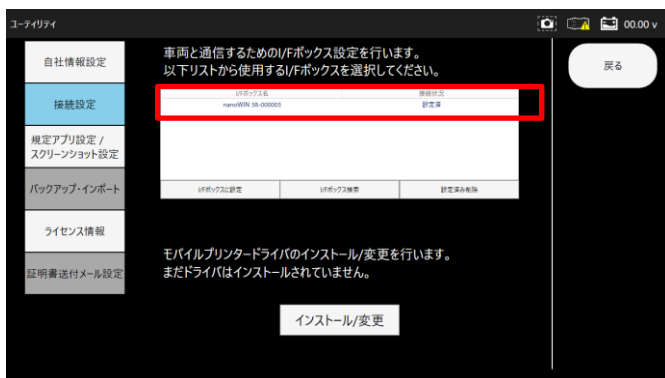 ユーティリティ
00.00 v
自社情報設定
接続設定
規定アプリ設定 /
スクリーンショット設定
バックアップ・インポート
ライセンス情報
証明書送付メール設定
車両と通信するためのI/Fボックス設定を行います。
以下リストから使用するI/Fボックスを選択してください。
I/Fボックス名 接続状況
nanoWIN 38-000003 設定済
I/Fボックスに設定 I/Fボックス検索 設定済み削除
モバイルプリンタードライバのインストール/変更を行います。
まだドライバはインストールされていません。
インストール/変更
戻る